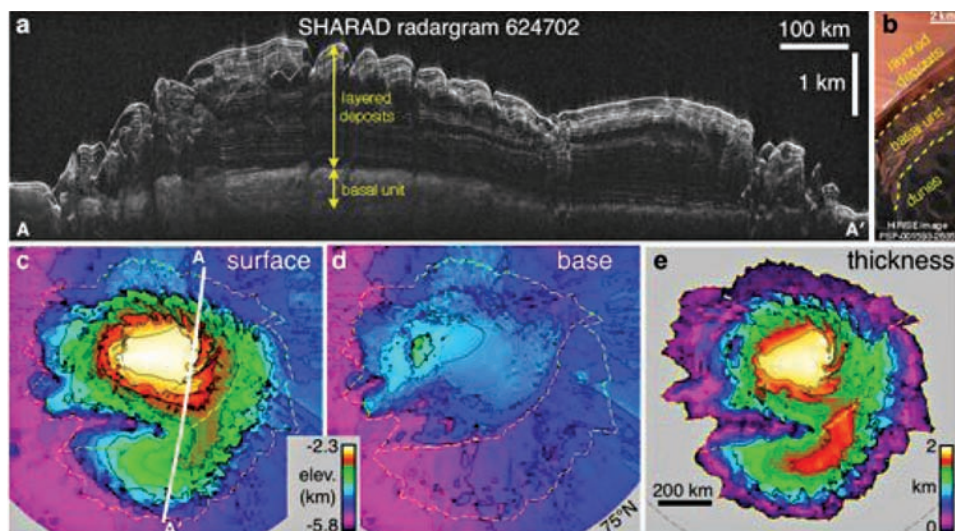 a
SHARAD radargram 624702
100 km
1 km
layered
deposits
basal unit
A
A'
b
2 km
layered
deposits
basal unit
dunes
HiRISE image
c
A
surface
A'
elev.
(km)
-2.3
-5.8
d
base
75°N
e
thickness
200 km
2
km
0